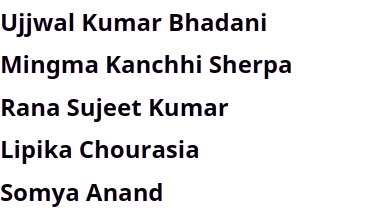 Ujjwal Kumar Bhadani
Mingma Kanchhi Sherpa
Rana Sujeet Kumar
Lipika Chourasia
Somya Anand